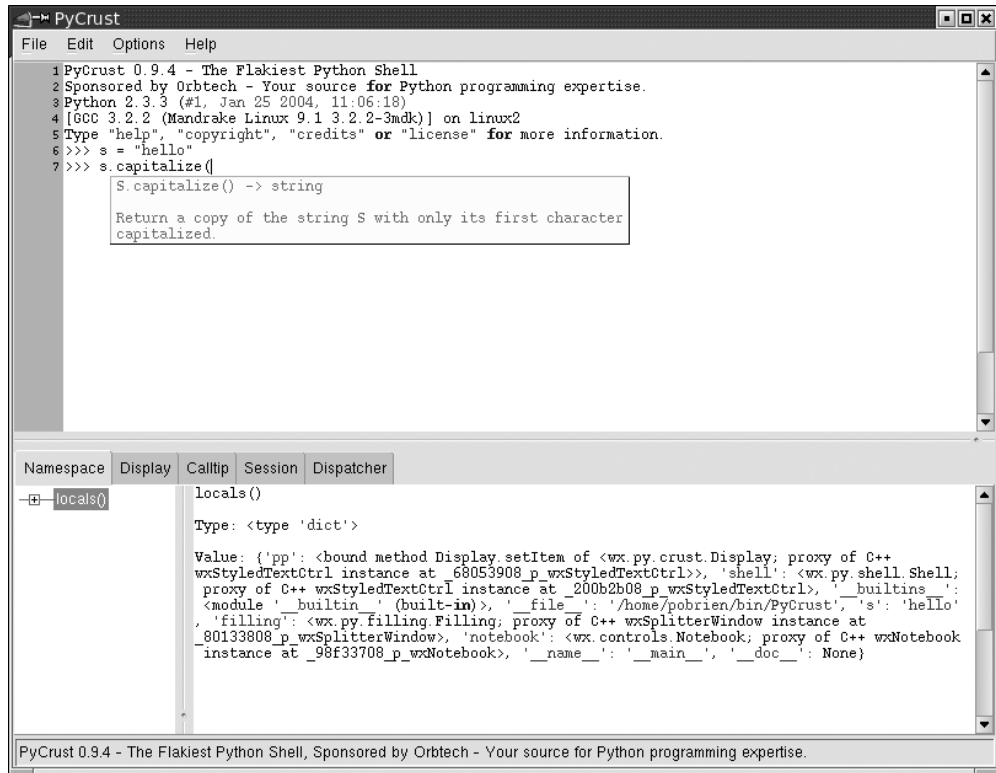 PyCrust
File Edit Options Help
1 PyCrust 0.9.4 - The Flakiest Python Shell
2 Sponsored by Orbtech - Your source for Python programming expertise.
3 Python 2.3.3 (#1, Jan 25 2004, 11:06:18)
4 [GCC 3.2.2 (Mandrake Linux 9.1 3.2.2-3mdk)] on linux2
5 Type "help", "copyright", "credits" or "license" for more information.
6 >>> s = "hello"
7 >>> s.capitalize(
S.capitalize() -> string
Return a copy of the string S with only its first character
capitalized.
Namespace Display Calltip Session Dispatcher
locals()
locals()
Type: <type 'dict'>
Value: {'pp': <bound method Display.setItem of <wx.py.crust.Display; proxy of C++
wxStyledTextCtrl instance at _68053908_p_wxStyledTextCtrl>>, 'shell': <wx.py.shell.Shell;
proxy of C++ wxStyledTextCtrl instance at _200b2b08_p_wxStyledTextCtrl>, '__builtins__':
<module '__builtin__' (built-in)>, '__file__': '/home/pobrien/bin/PyCrust', 's': 'hello'
, 'filling': <wx.py.filling.Filling; proxy of C++ wxSplitterWindow instance at
_80133808_p_wxSplitterWindow>, 'notebook': <wx.controls.Notebook; proxy of C++ wxNotebook
instance at _98f33708_p_wxNotebook>, '__name__': '__main__', '__doc__': None}
PyCrust 0.9.4 - The Flakiest Python Shell, Sponsored by Orbtech - Your source for Python programming expertise.